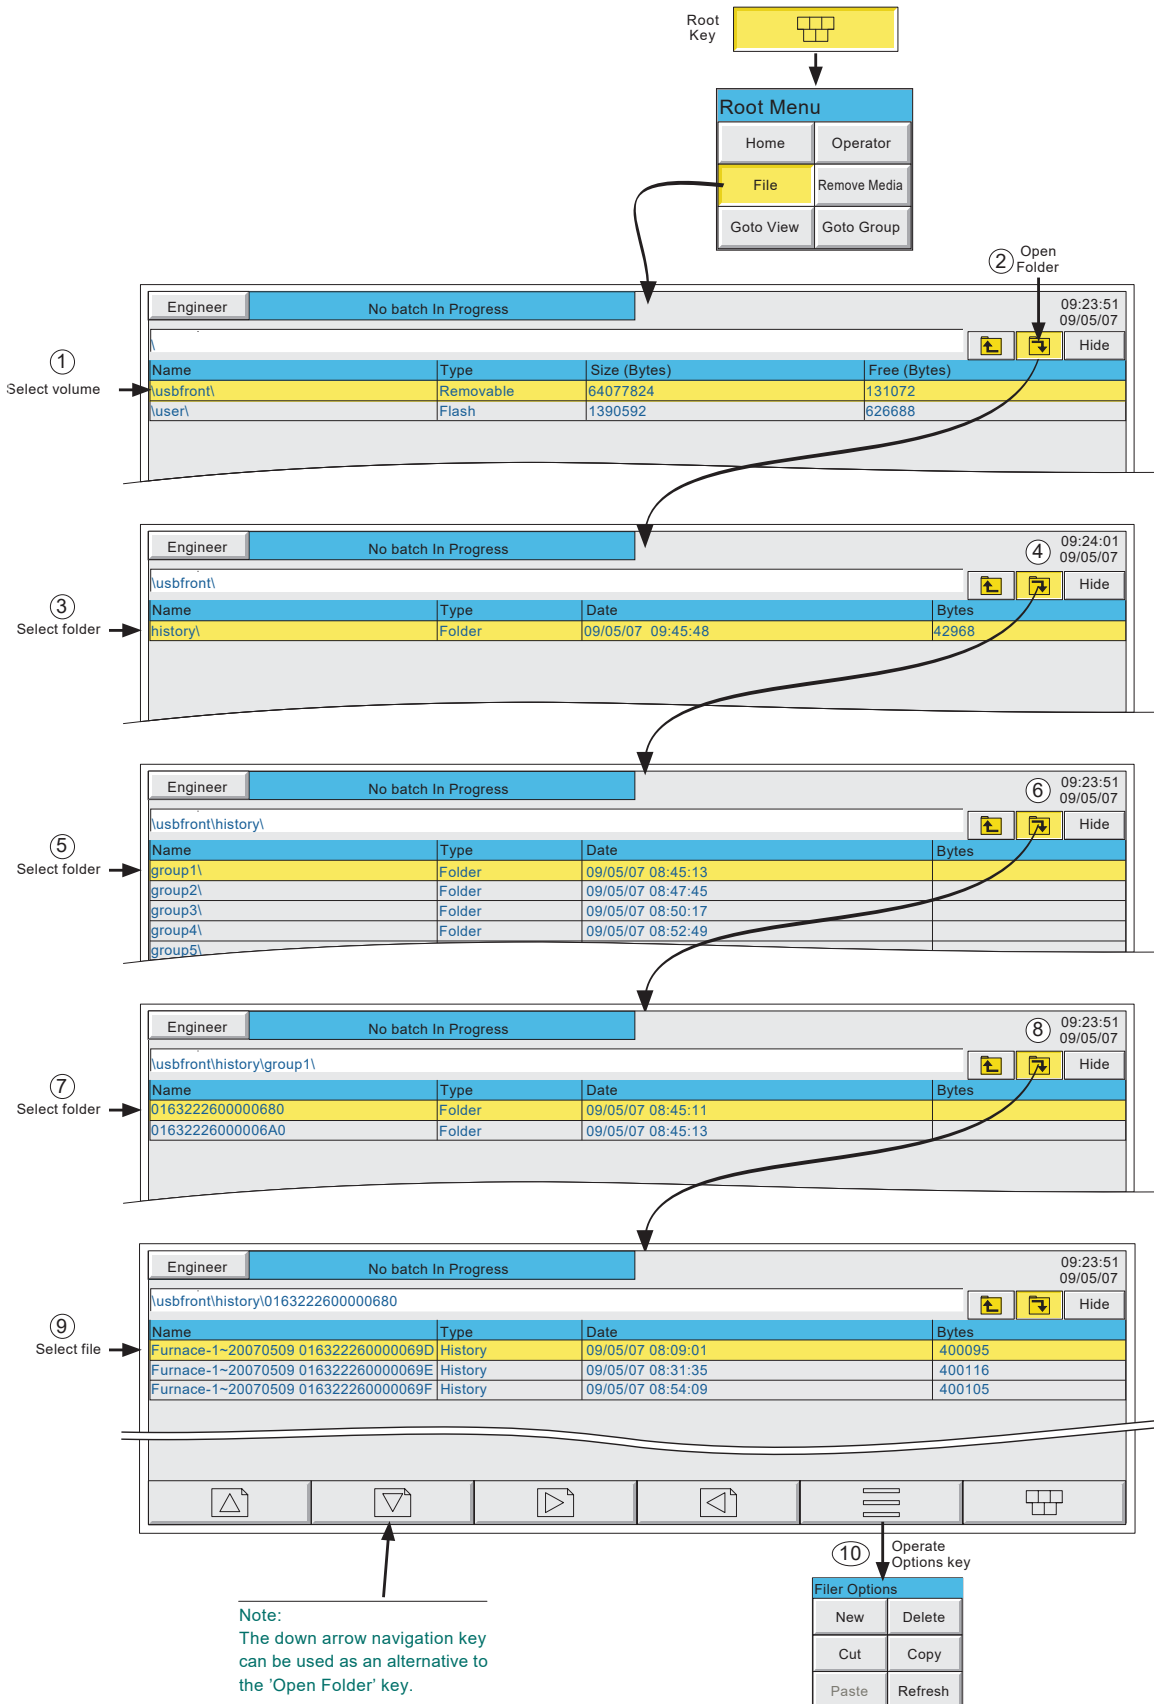 Root
Key
Root Menu
Home Operator
File Remove Media
Goto View Goto Group
2 Open
Folder
Engineer No batch In Progress 09:23:51
09/05/07
\ Hide
1
Select volume
Name Type Size (Bytes) Free (Bytes)
\usbfront\ Removable 64077824 131072
\user\ Flash 1390592 626688
Engineer No batch In Progress 4 09:24:01
09/05/07
\usbfront\ Hide
3
Select folder
Name Type Date Bytes
history\ Folder 09/05/07 09:45:48 42968
Engineer No batch In Progress 6 09:23:51
09/05/07
\usbfront\history\ Hide
5
Select folder
Name Type Date Bytes
group1\ Folder 09/05/07 08:45:13
group2\ Folder 09/05/07 08:47:45
group3\ Folder 09/05/07 08:50:17
group4\ Folder 09/05/07 08:52:49
group5\
Engineer No batch In Progress 8 09:23:51
09/05/07
\usbfront\history\group1\ Hide
7
Select folder
Name Type Date Bytes
0163222600000680 Folder 09/05/07 08:45:11
01632226000006A0 Folder 09/05/07 08:45:13
Engineer No batch In Progress 09:23:51
09/05/07
\usbfront\history\0163222600000680 Hide
9
Select file
Name Type Date Bytes
Furnace-1~20070509 016322260000069D History 09/05/07 08:09:01 400095
Furnace-1~20070509 016322260000069E History 09/05/07 08:31:35 400116
Furnace-1~20070509 016322260000069F History 09/05/07 08:54:09 400105
10 Operate
Options key
Filer Options
New Delete
Cut Copy
Paste Refresh
Note:
The down arrow navigation key
can be used as an alternative to
the 'Open Folder' key.